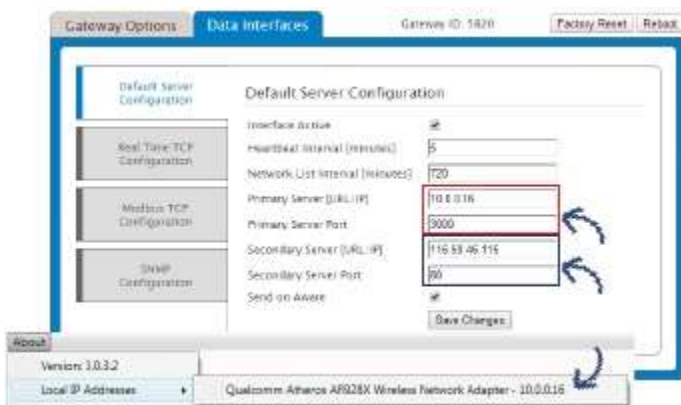 Gateway Options
Data Interfaces
Gateway ID: 5820
Factory Reset
Reboot
Default Server Configuration
Real Time TCP Configuration
Modbus TCP Configuration
SNMP Configuration
Default Server Configuration
Interface Active
Heartbeat Interval [minutes] 5
Network List Interval [minutes] 720
Primary Server [URL/IP] 10.0.0.16
Primary Server Port 3000
Secondary Server [URL/IP]
Secondary Server Port 80
Send on Aware
Save Changes
About
Version: 3.0.3.2
Local IP Addresses
Qualcomm Atheros AR928X Wireless Network Adapter - 10.0.0.16